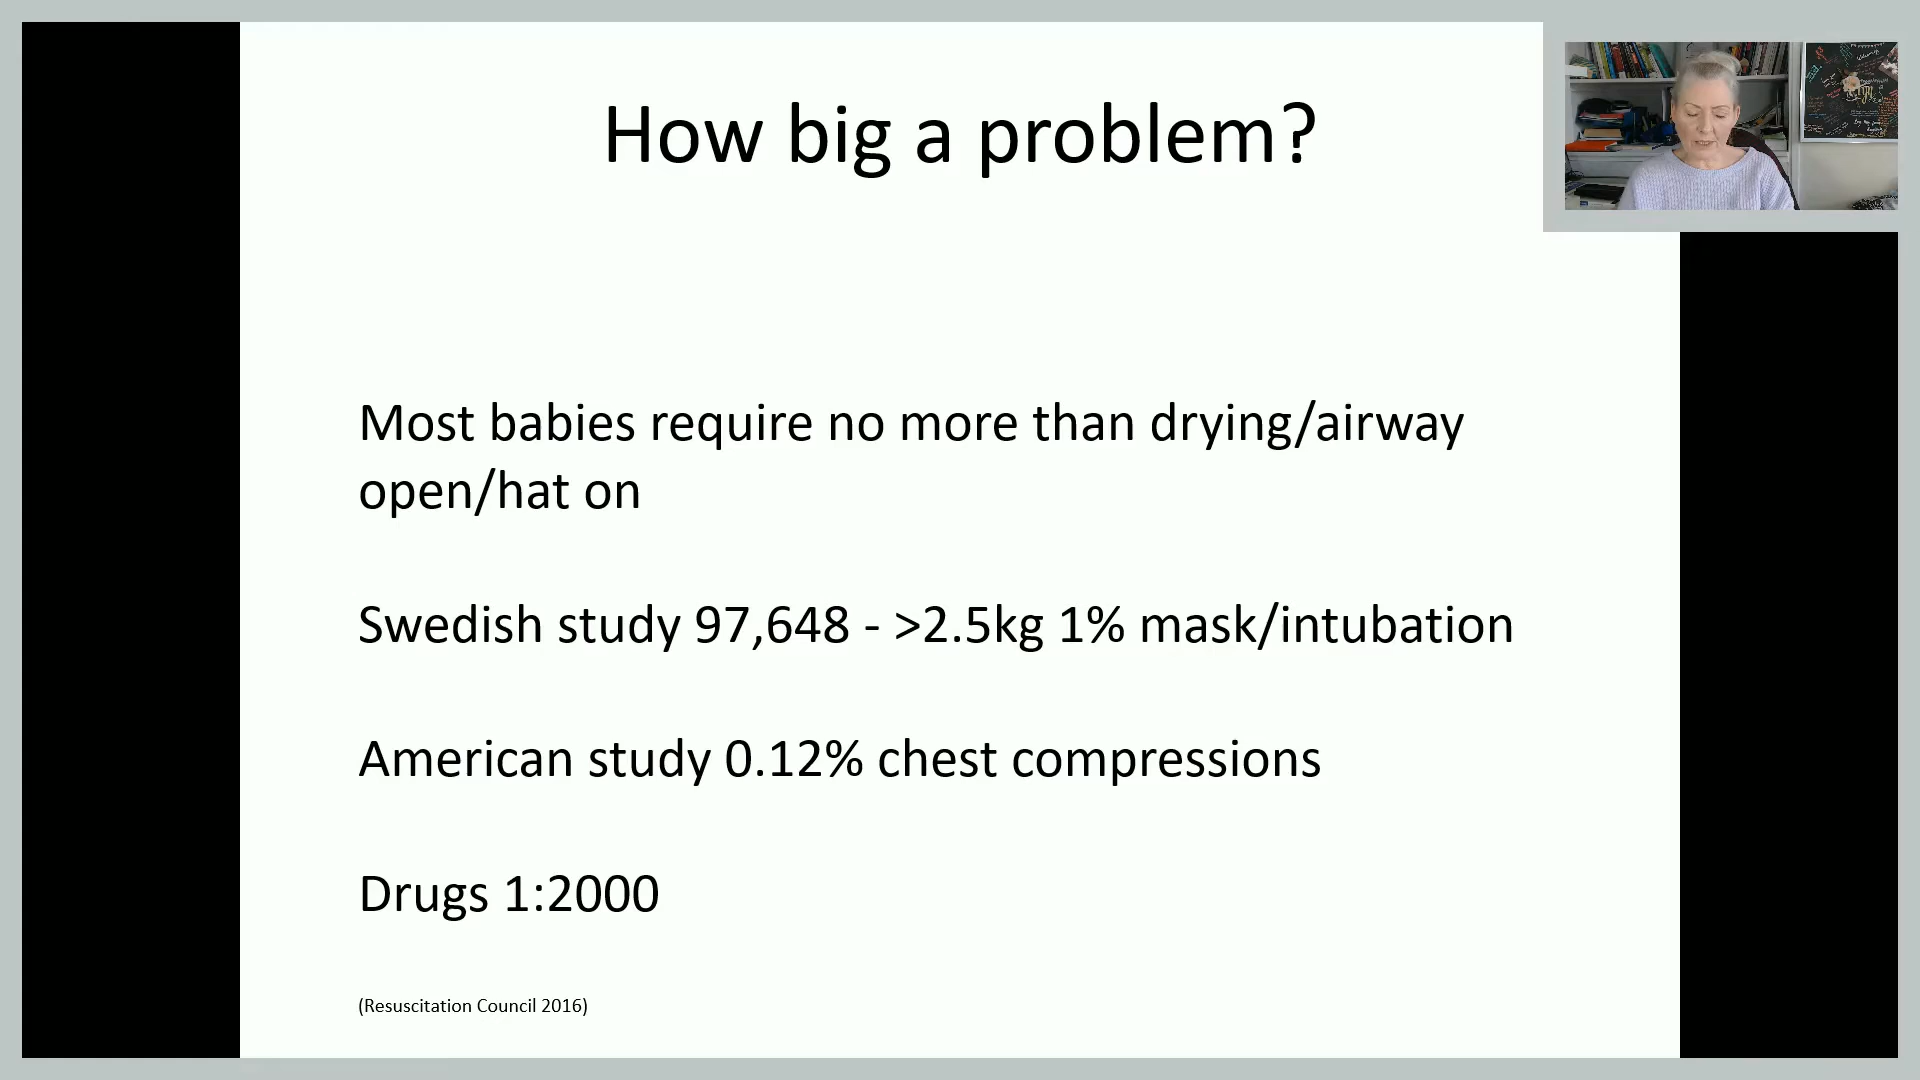 How big a problem?
Most babies require no more than drying/airway
open/hat on
Swedish study 97,648 - >2.5kg 1% mask/intubation
American study 0.12% chest compressions
Drugs 1:2000
(Resuscitation Council 2016)